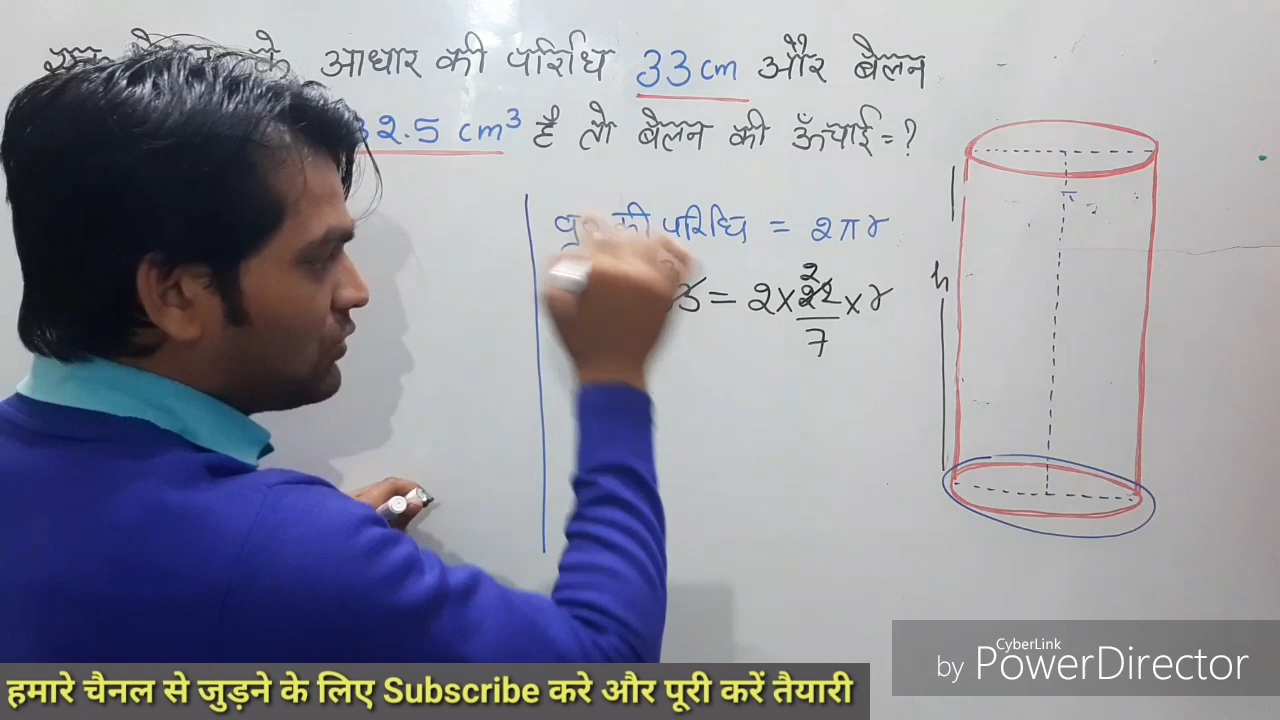 के आधार की परिधि 33 cm और बेलन
32.5 cm³ है तो बेलन की ऊँचाई = ?
की परिधि = 2πr
= 2 × 22/7 × r
2
h
हमारे चैनल से जुड़ने के लिए Subscribe करे और पूरी करें तैयारी
by CyberLink PowerDirector